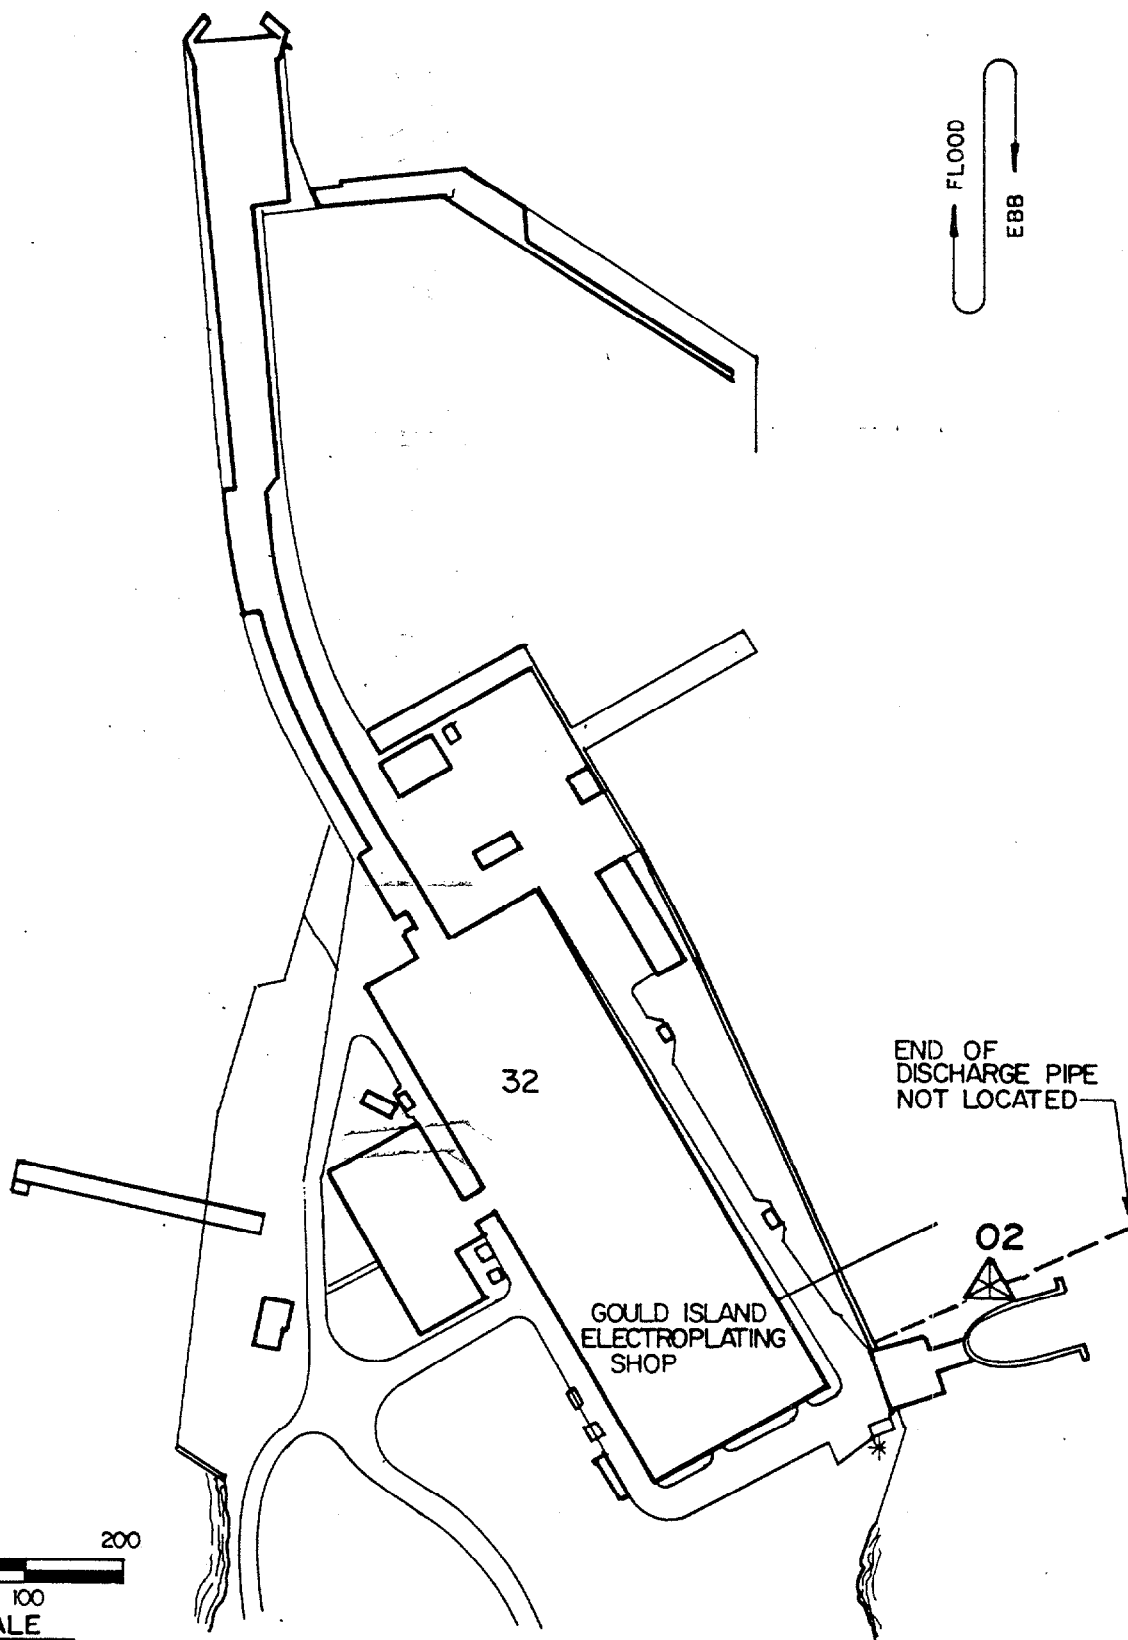 FLOOD
EBB
32
END OF
DISCHARGE PIPE
NOT LOCATED
02
GOULD ISLAND
ELECTROPLATING
SHOP
200
100
ALE